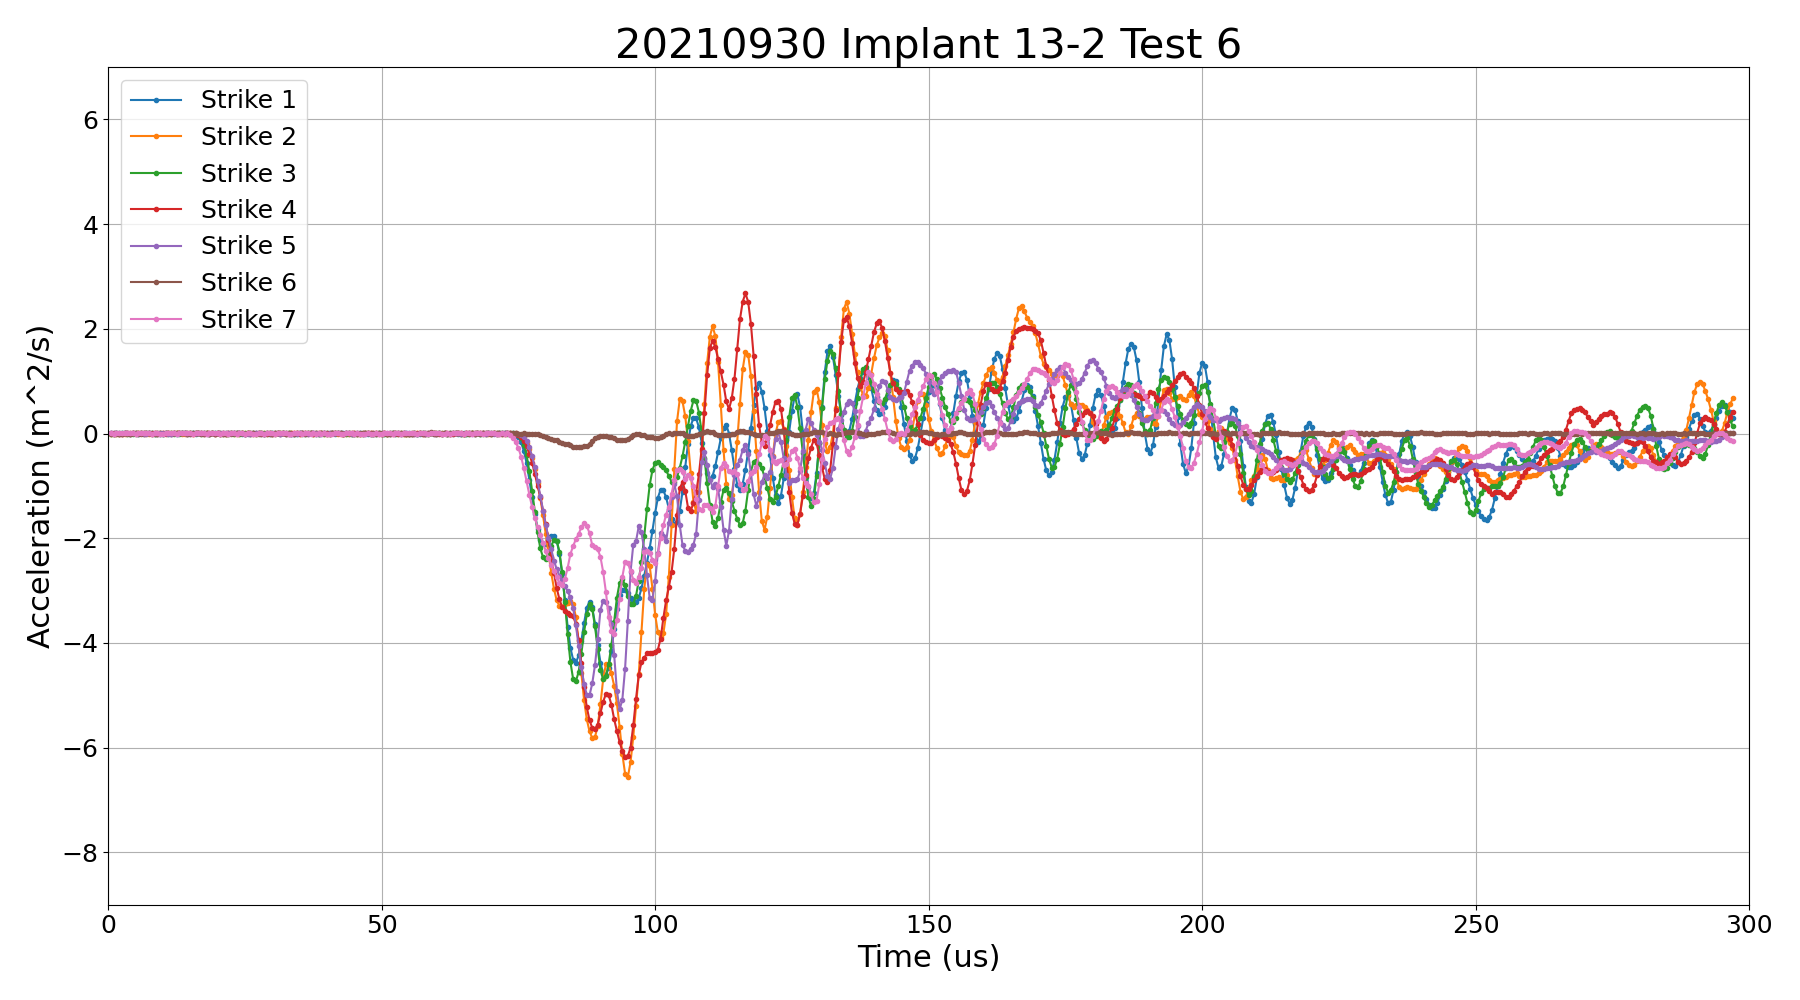 20210930 Implant 13-2 Test 6
Strike 1
Strike 2
Strike 3
Strike 4
Strike 5
Strike 6
Strike 7
Acceleration (m^2/s)
6
4
2
0
−2
−4
−6
−8
0 50 100 150 200 250 300
Time (us)